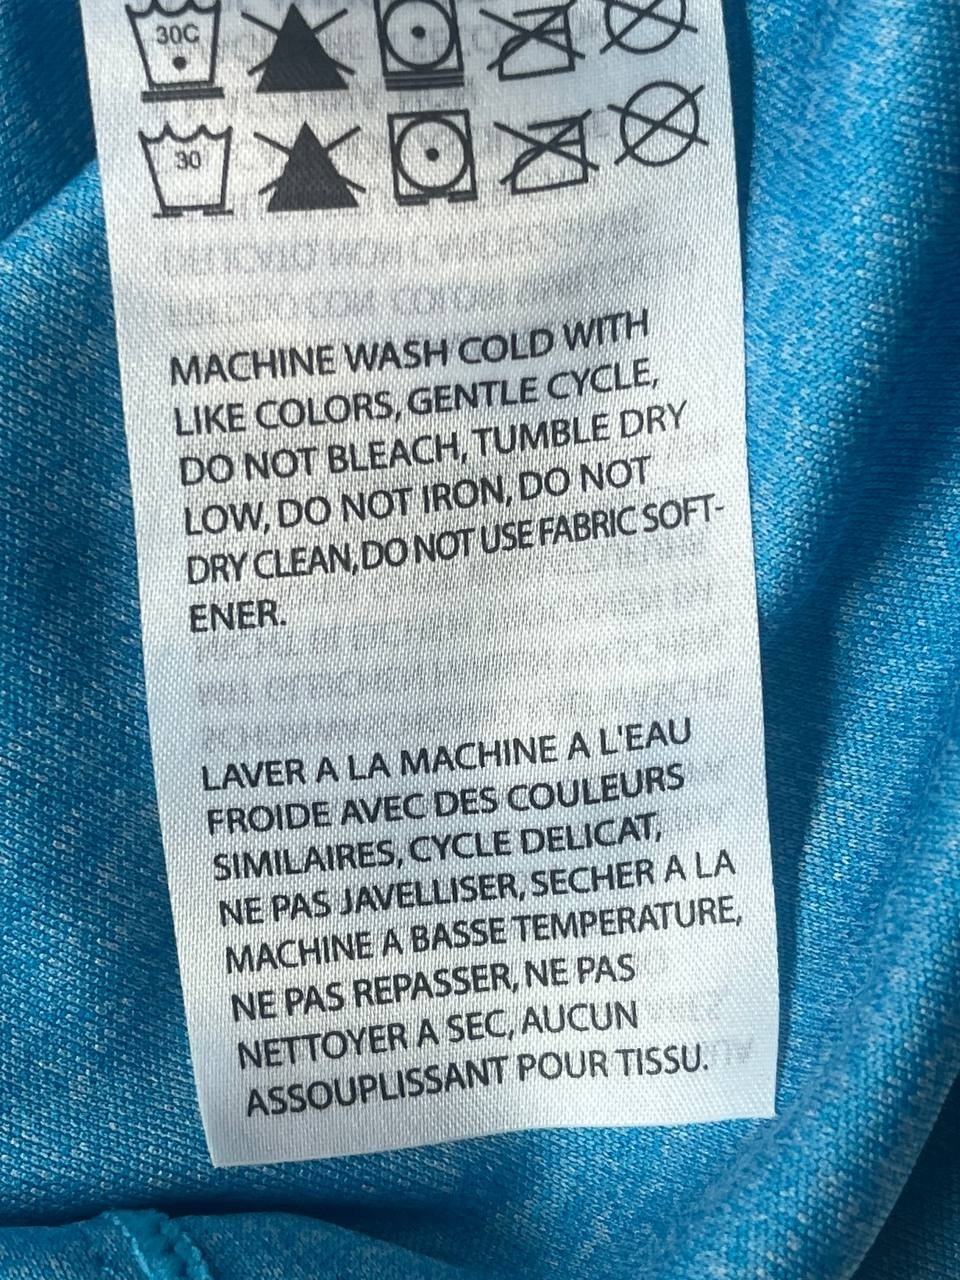 30C
30
MACHINE WASH COLD WITH
LIKE COLORS, GENTLE CYCLE,
DO NOT BLEACH, TUMBLE DRY
LOW, DO NOT IRON, DO NOT
DRY CLEAN, DO NOT USE FABRIC SOFT-
ENER.
LAVER A LA MACHINE A L'EAU
FROIDE AVEC DES COULEURS
SIMILAIRES, CYCLE DELICAT,
NE PAS JAVELLISER, SECHER A LA
MACHINE A BASSE TEMPERATURE,
NE PAS REPASSER, NE PAS
NETTOYER A SEC, AUCUN
ASSOUPLISSANT POUR TISSU.